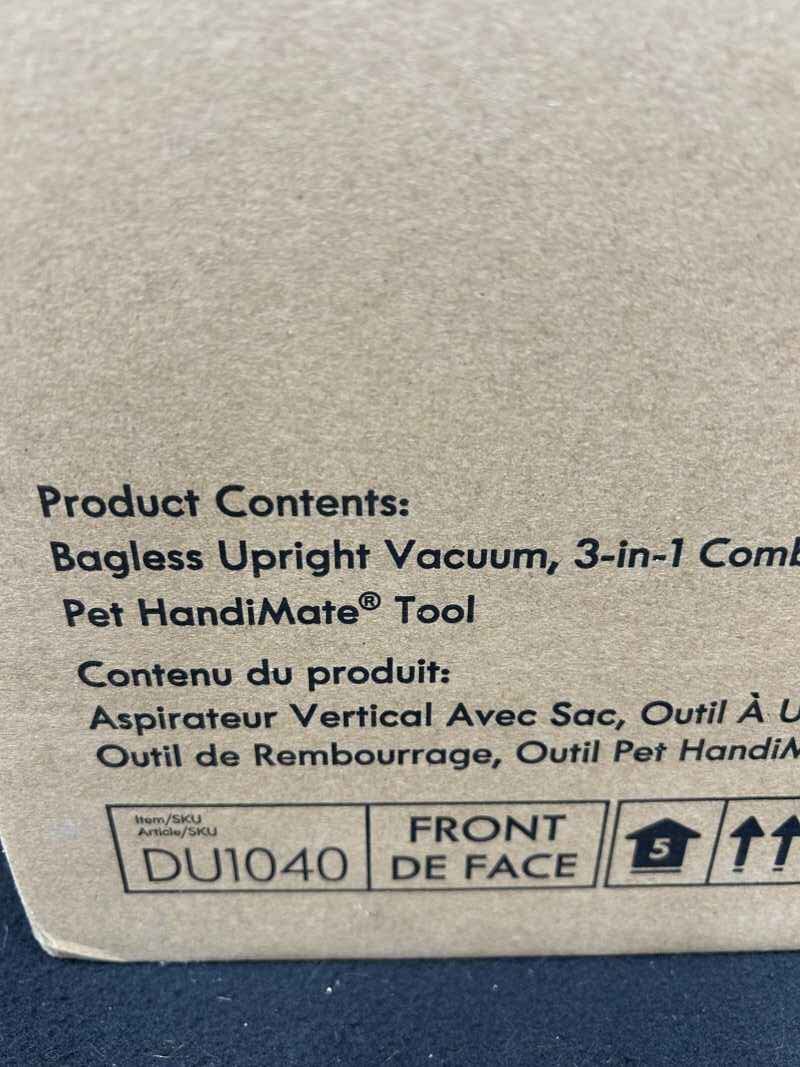 Product Contents:
Bagless Upright Vacuum, 3-in-1
Pet HandiMate® Tool
Contenu du produit:
Aspirateur Vertical Avec Sac, Outil À
Outil de Rembourrage, Outil Pet
Item/SKU
Article/SKU
DU1040
FRONT
DE FACE
5